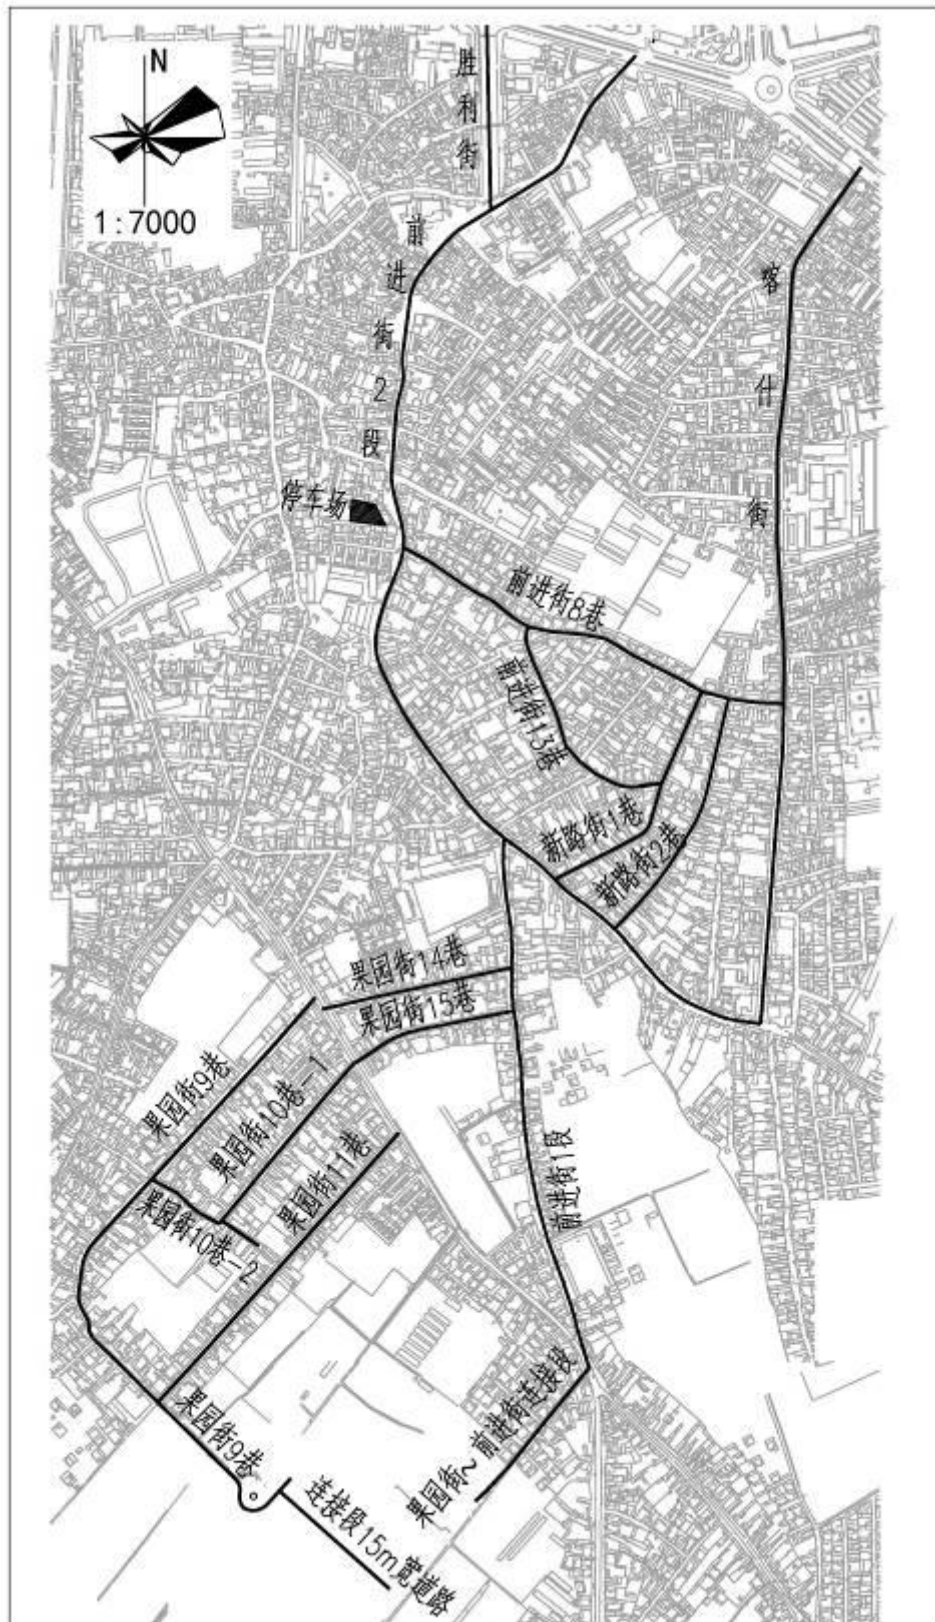 N
1:7000
胜利街
前进街2段
喀什街
停车场
前进街8巷
前进街13巷
新路街1巷
新路街2巷
果园街14巷
果园街15巷
果园街9巷
果园街10巷-1
果园街11巷
前进街1段
果园街10巷-2
果园街9巷
果园街~前进街连接段
连接段15m宽道路